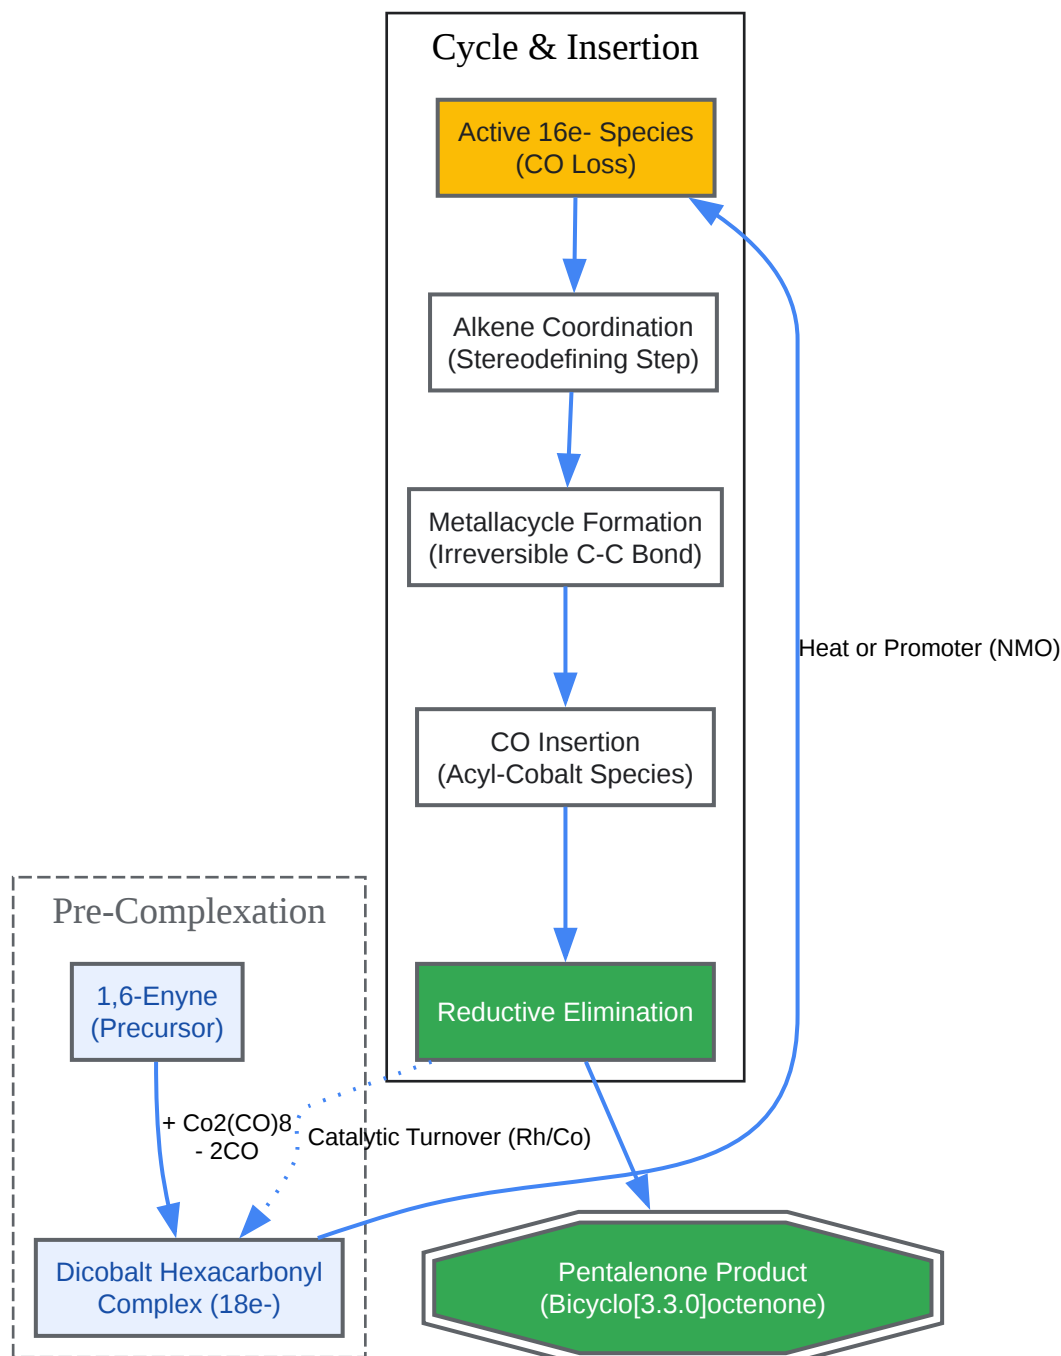 Cycle & Insertion
Active 16e- Species
(CO Loss)
Alkene Coordination
(Stereodefining Step)
Metallacycle Formation
(Irreversible C-C Bond)
Heat or Promoter (NMO)
CO Insertion
(Acyl-Cobalt Species)
Pre-Complexation
1,6-Enyne
(Precursor)
Reductive Elimination
+ Co2(CO)8
- 2CO
Catalytic Turnover (Rh/Co)
Dicobalt Hexacarbonyl
Complex (18e-)
Pentalenone Product
(Bicyclo[3.3.0]octenone)